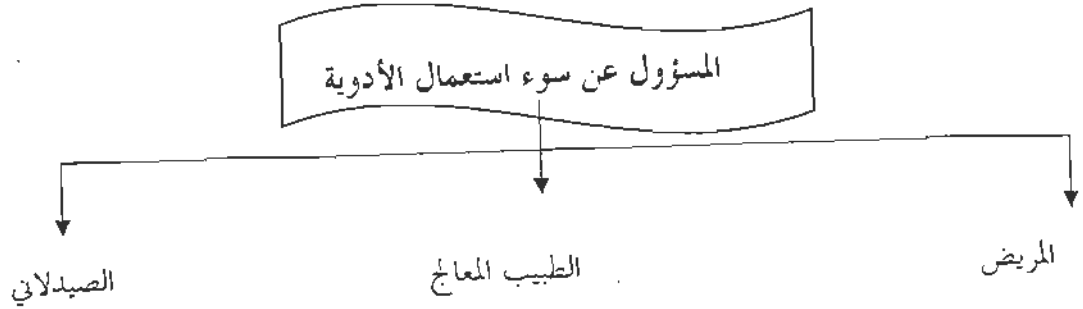 المسؤول عن سوء استعمال الأدوية
المريض
الطبيب المعالج
الصيدلاني